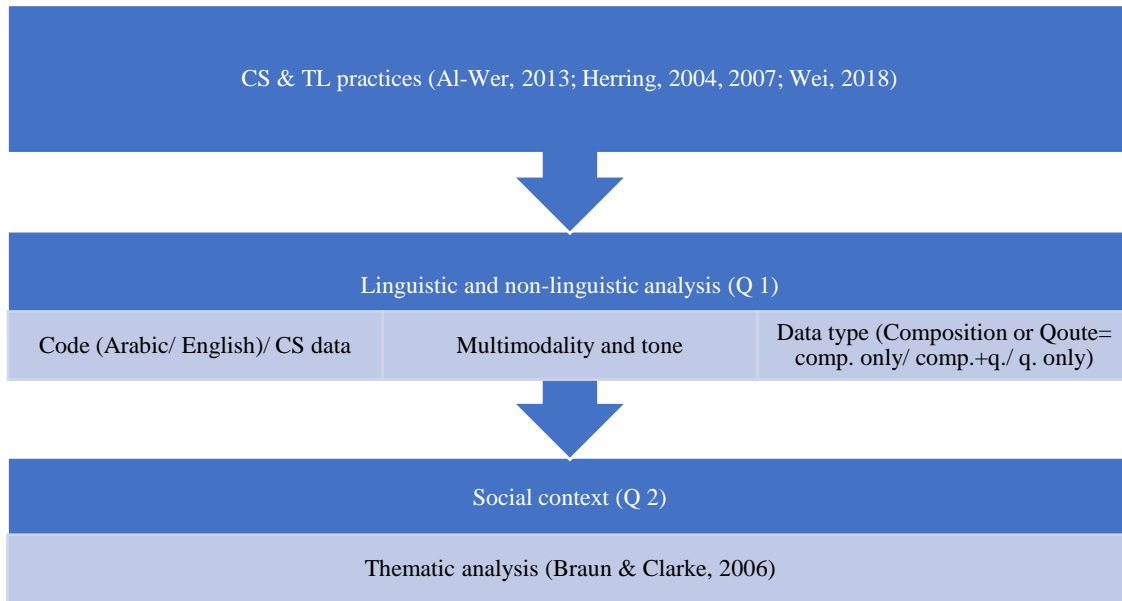 CS & TL practices (Al-Wer, 2013; Herring, 2004, 2007; Wei, 2018)
Linguistic and non-linguistic analysis (Q 1)
Code (Arabic/ English)/ CS data
Multimodality and tone
Data type (Composition or Qoute=
comp. only/ comp.+q./ q. only)
Social context (Q 2)
Thematic analysis (Braun & Clarke, 2006)